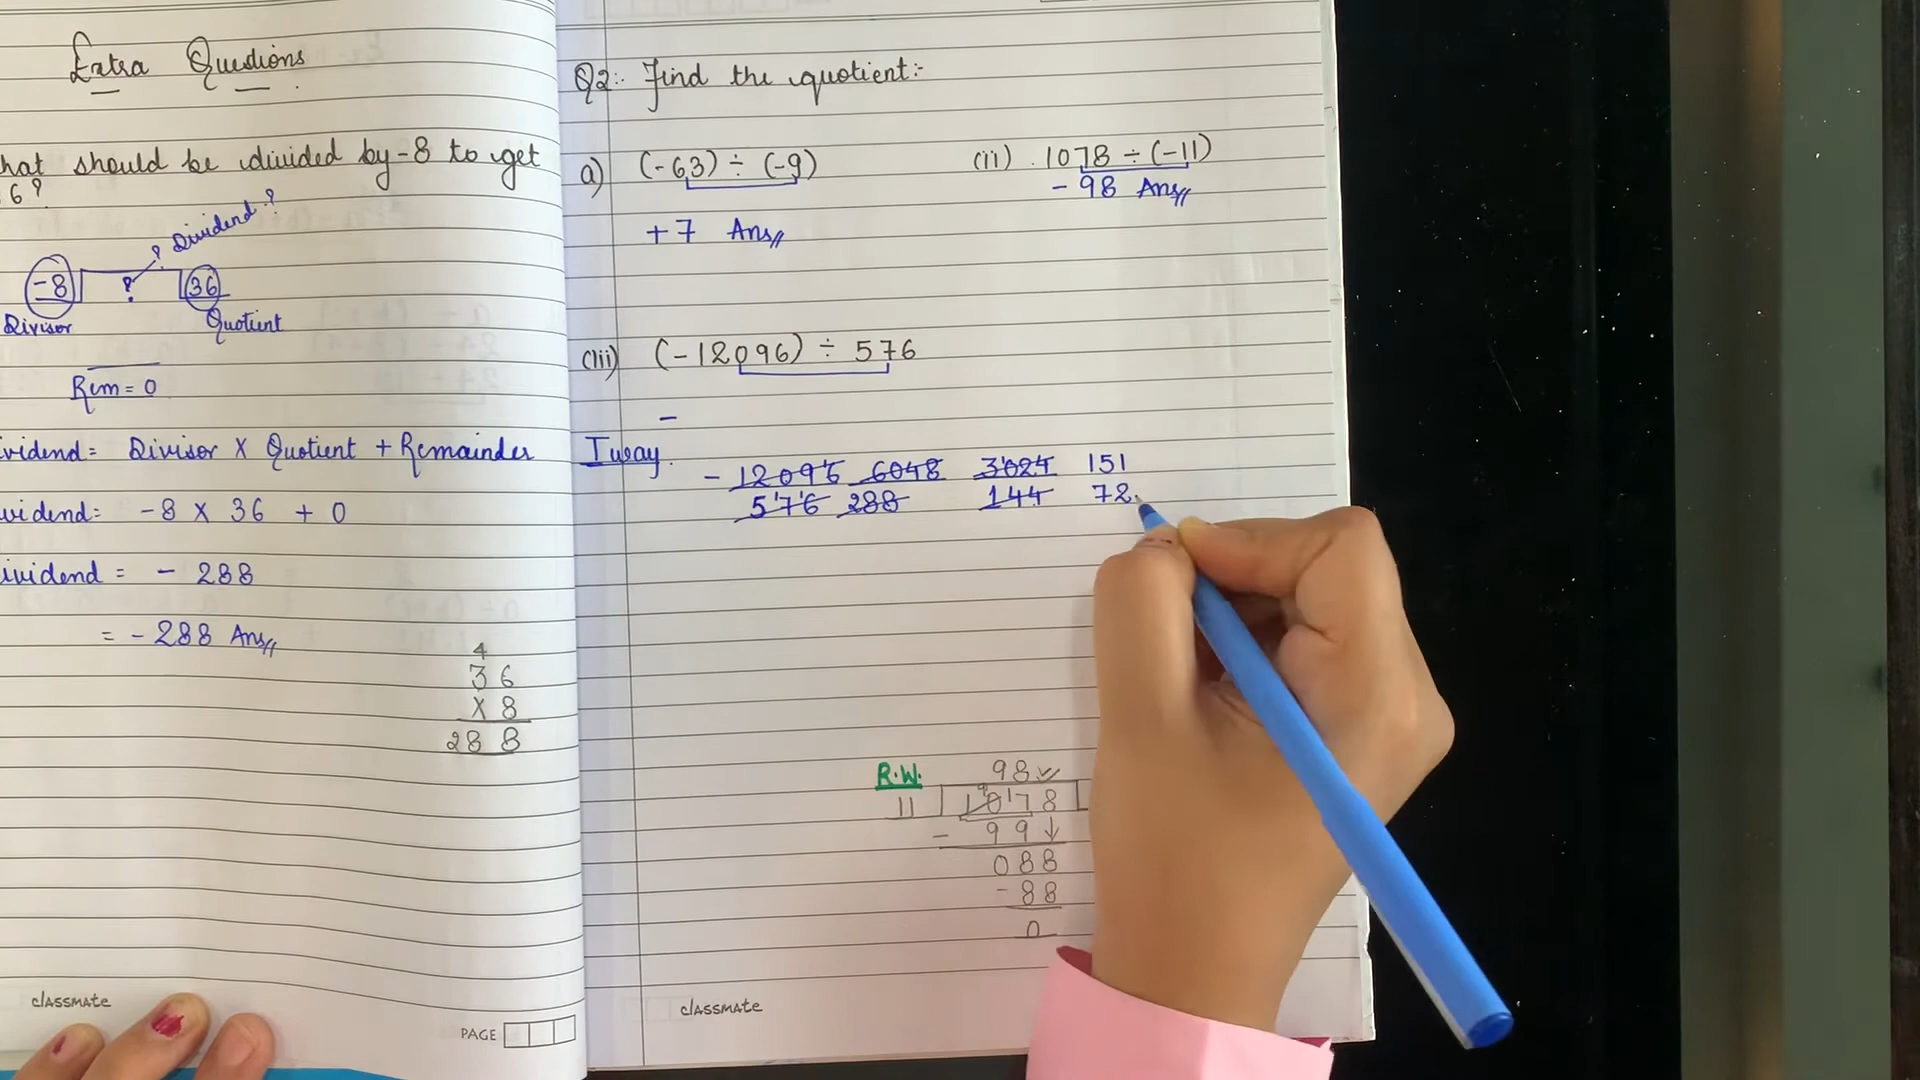 Extra Questions
hat should be divided by -8 to get
6?
? Dividend?
-8 ? 36
Divisor Quotient
Rem = 0
vidend = Divisor X Quotient + Remainder
vidend = -8 X 36 + 0
ividend = - 288
= - 288 Ans//
4
36
X 8
288
classmate
PAGE
Q2:- Find the quotient:-
a) (-63) ÷ (-9) (ii) 1078 ÷ (-11)
+7 Ans// - 98 Ans//
(iii) (-12096) ÷ 576
-
I way
- 12096 6048 3024 151
576 288 144 72
R.W. 98
11 1078
- 99
088
- 88
0
classmate